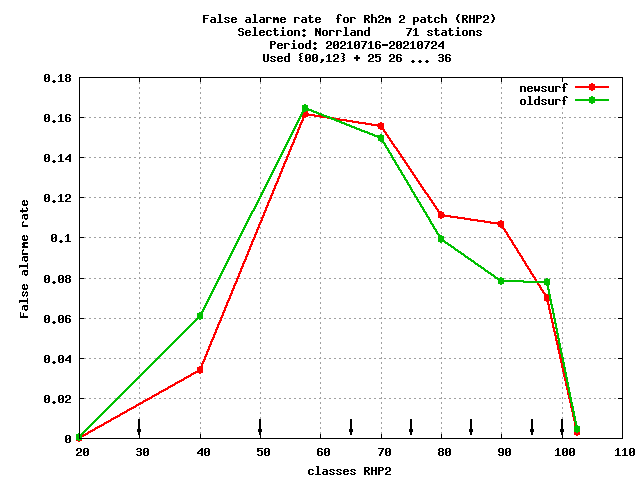 False alarme rate  for Rh2m 2 patch (RHP2)
Selection: Norrland     71 stations
Period: 20210716-20210724
Used {00,12} + 25 26 ... 36
newsurf
oldsurf
0.18
0.16
0.14
0.12
0.1
0.08
0.06
0.04
0.02
0
False alarme rate
20 30 40 50 60 70 80 90 100 110
classes RHP2